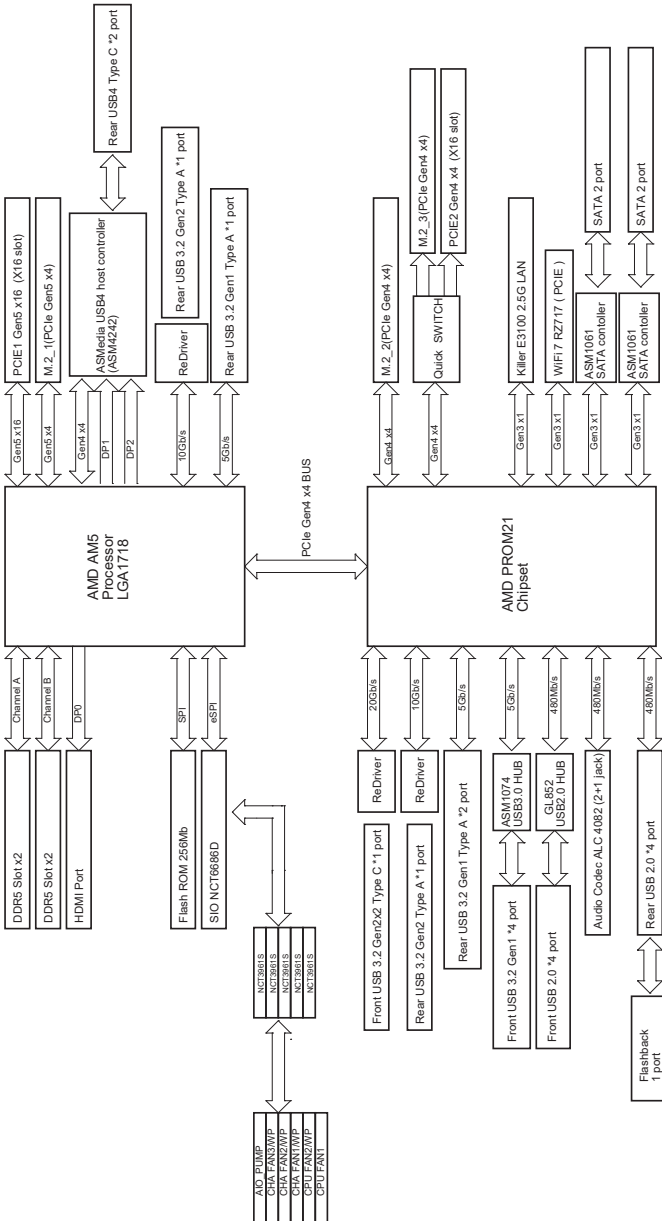 DDR5 Slot x2
Channel A
DDR5 Slot x2
Channel B
HDMI Port
DP0
Flash ROM 256Mb
SPI
SIO NCT6686D
eSPI
AMD AM5
Processor
LGA1718
Gen5 x16
PCIE1 Gen5 x16 (X16 slot)
Gen5 x4
M.2_1(PCIe Gen5 x4)
Gen4 x4
DP1
DP2
ASMedia USB4 host controller
(ASM4242)
Rear USB4 Type C *2 port
10Gb/s
ReDriver
Rear USB 3.2 Gen2 Type A *1 port
5Gb/s
Rear USB 3.2 Gen1 Type A *1 port
NCT3961S
NCT3961S
NCT3961S
NCT3961S
NCT3961S
AIO_PUMP
CHA FAN3/WP
CHA FAN2/WP
CHA FAN1/WP
CPU FAN2/WP
CPU FAN1
PCIe Gen4 x4 BUS
AMD PROM21
Chipset
Front USB 3.2 Gen2x2 Type C *1 port
ReDriver
20Gb/s
Rear USB 3.2 Gen2 Type A *1 port
ReDriver
10Gb/s
Rear USB 3.2 Gen1 Type A *2 port
5Gb/s
Front USB 3.2 Gen1 *4 port
ASM1074
USB3.0 HUB
5Gb/s
Front USB 2.0 *4 port
GL852
USB2.0 HUB
480Mb/s
Audio Codec ALC 4082 (2+1 jack)
480Mb/s
Flashback
1 port
Rear USB 2.0 *4 port
480Mb/s
Gen4 x4
M.2_2(PCIe Gen4 x4)
Gen4 x4
Quick SWITCH
M.2_3(PCIe Gen4 x4)
PCIE2 Gen4 x4 (X16 slot)
Gen3 x1
Killer E3100 2.5G LAN
Gen3 x1
WiFi7 RZ717 ( PCIE )
Gen3 x1
ASM1061
SATA contoller
SATA 2 port
Gen3 x1
ASM1061
SATA contoller
SATA 2 port